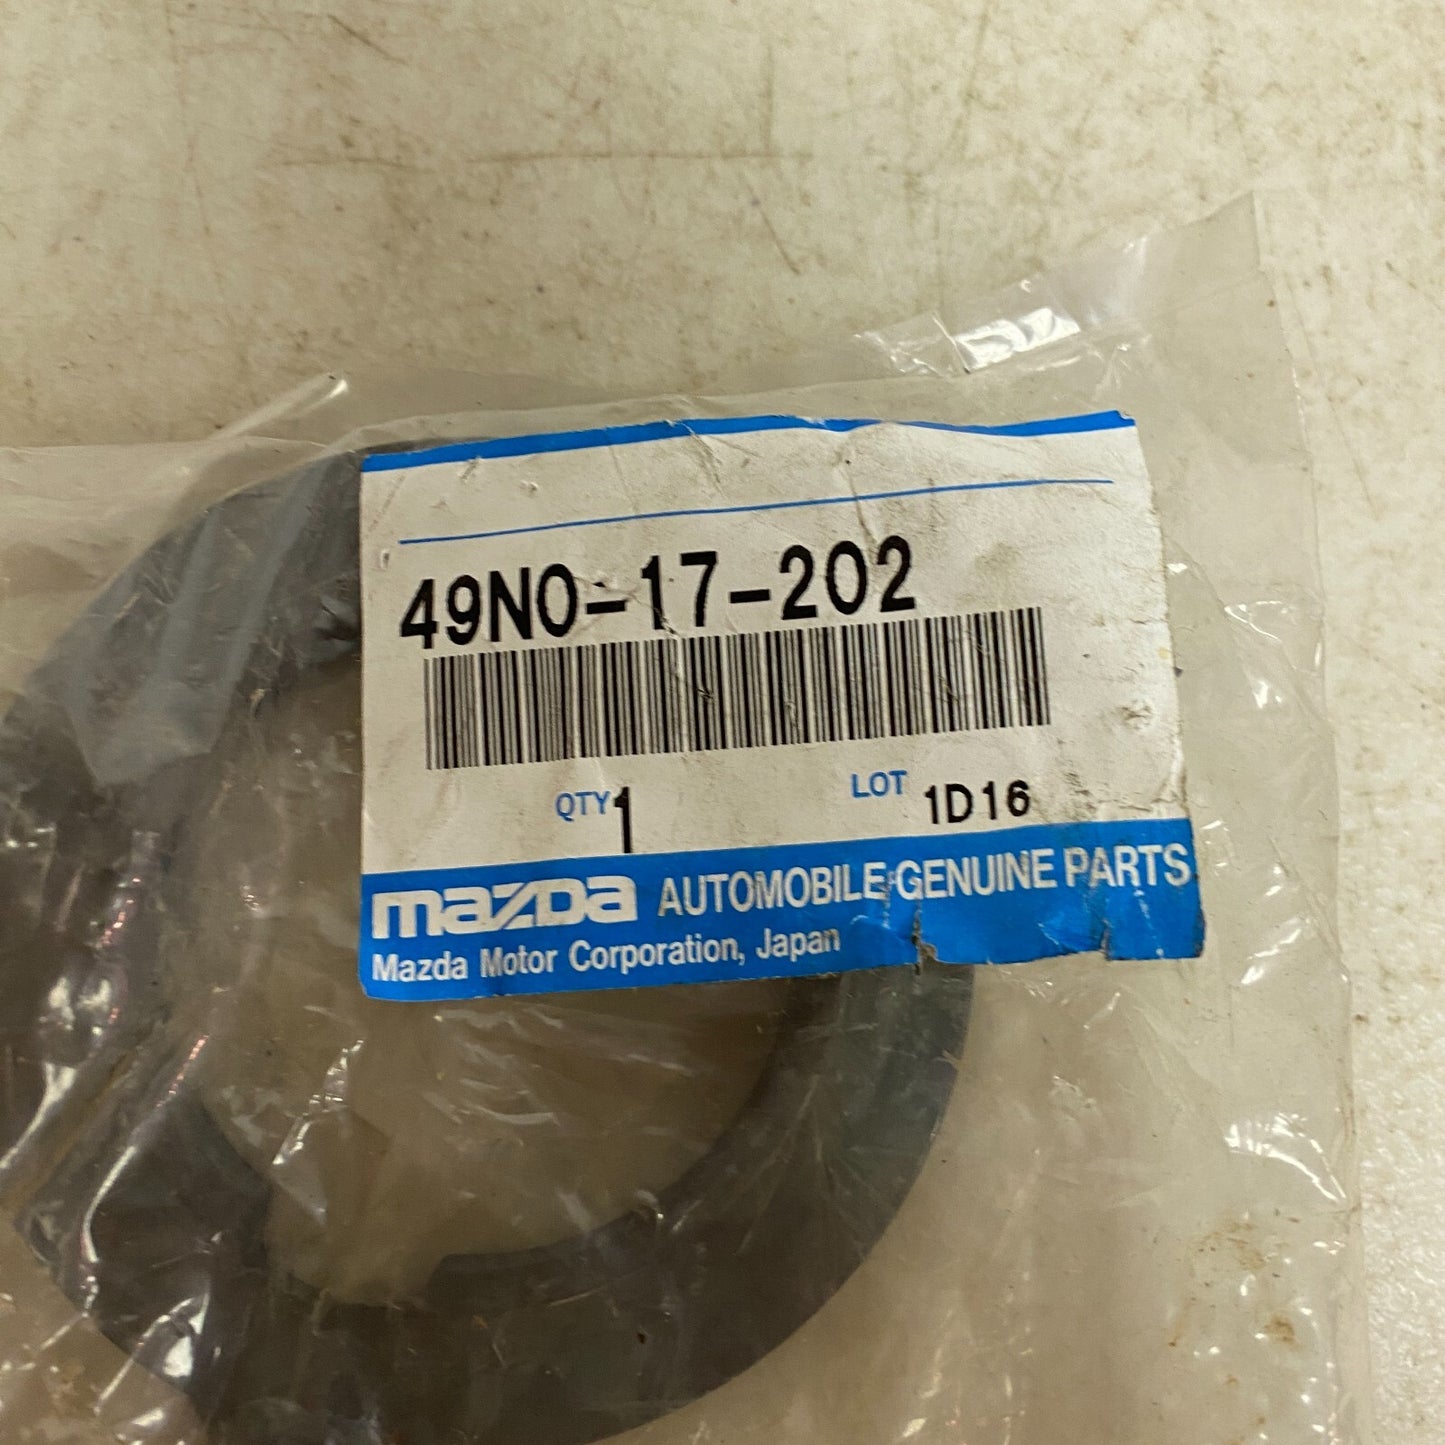 49N0-17-202
QTY 1 LOT 1D16
mazDa AUTOMOBILE GENUINE PARTS
Mazda Motor Corporation, Japan